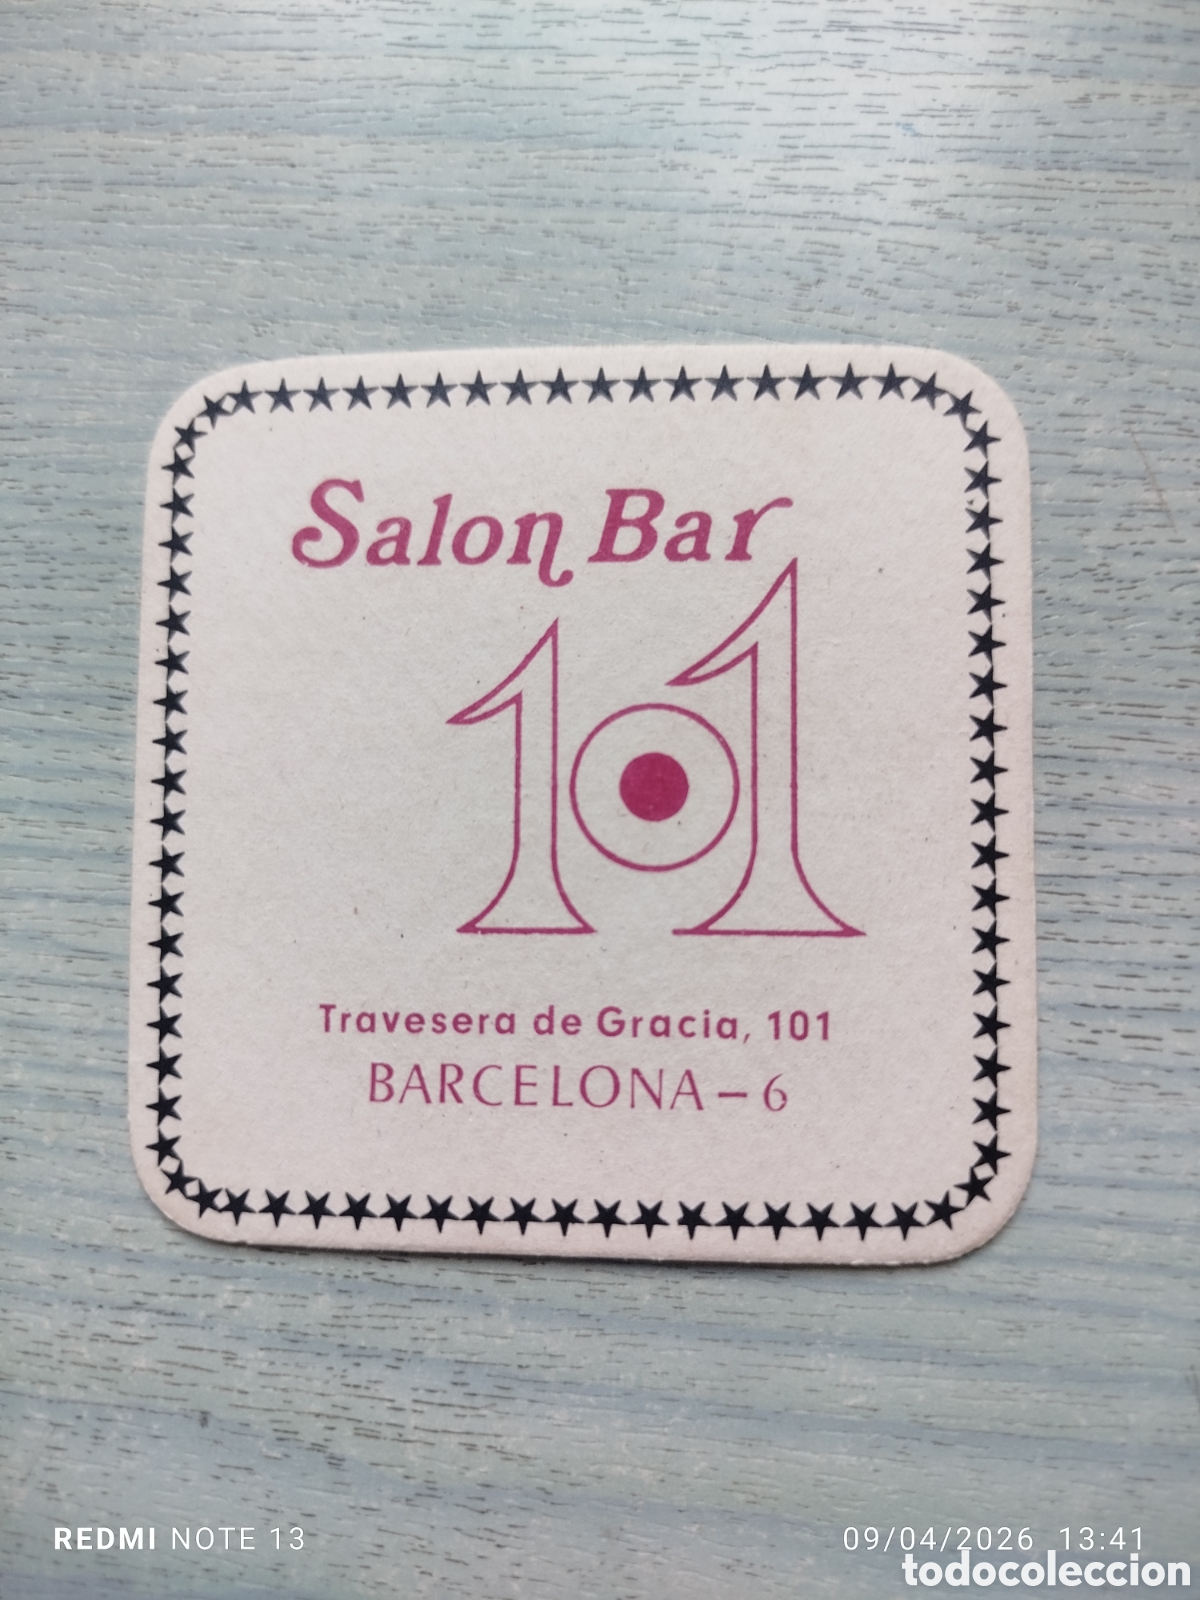 Salon Bar
101
Travesera de Gracia, 101
BARCELONA - 6
REDMI NOTE 13
09/04/2026 13:41
todocoleccion